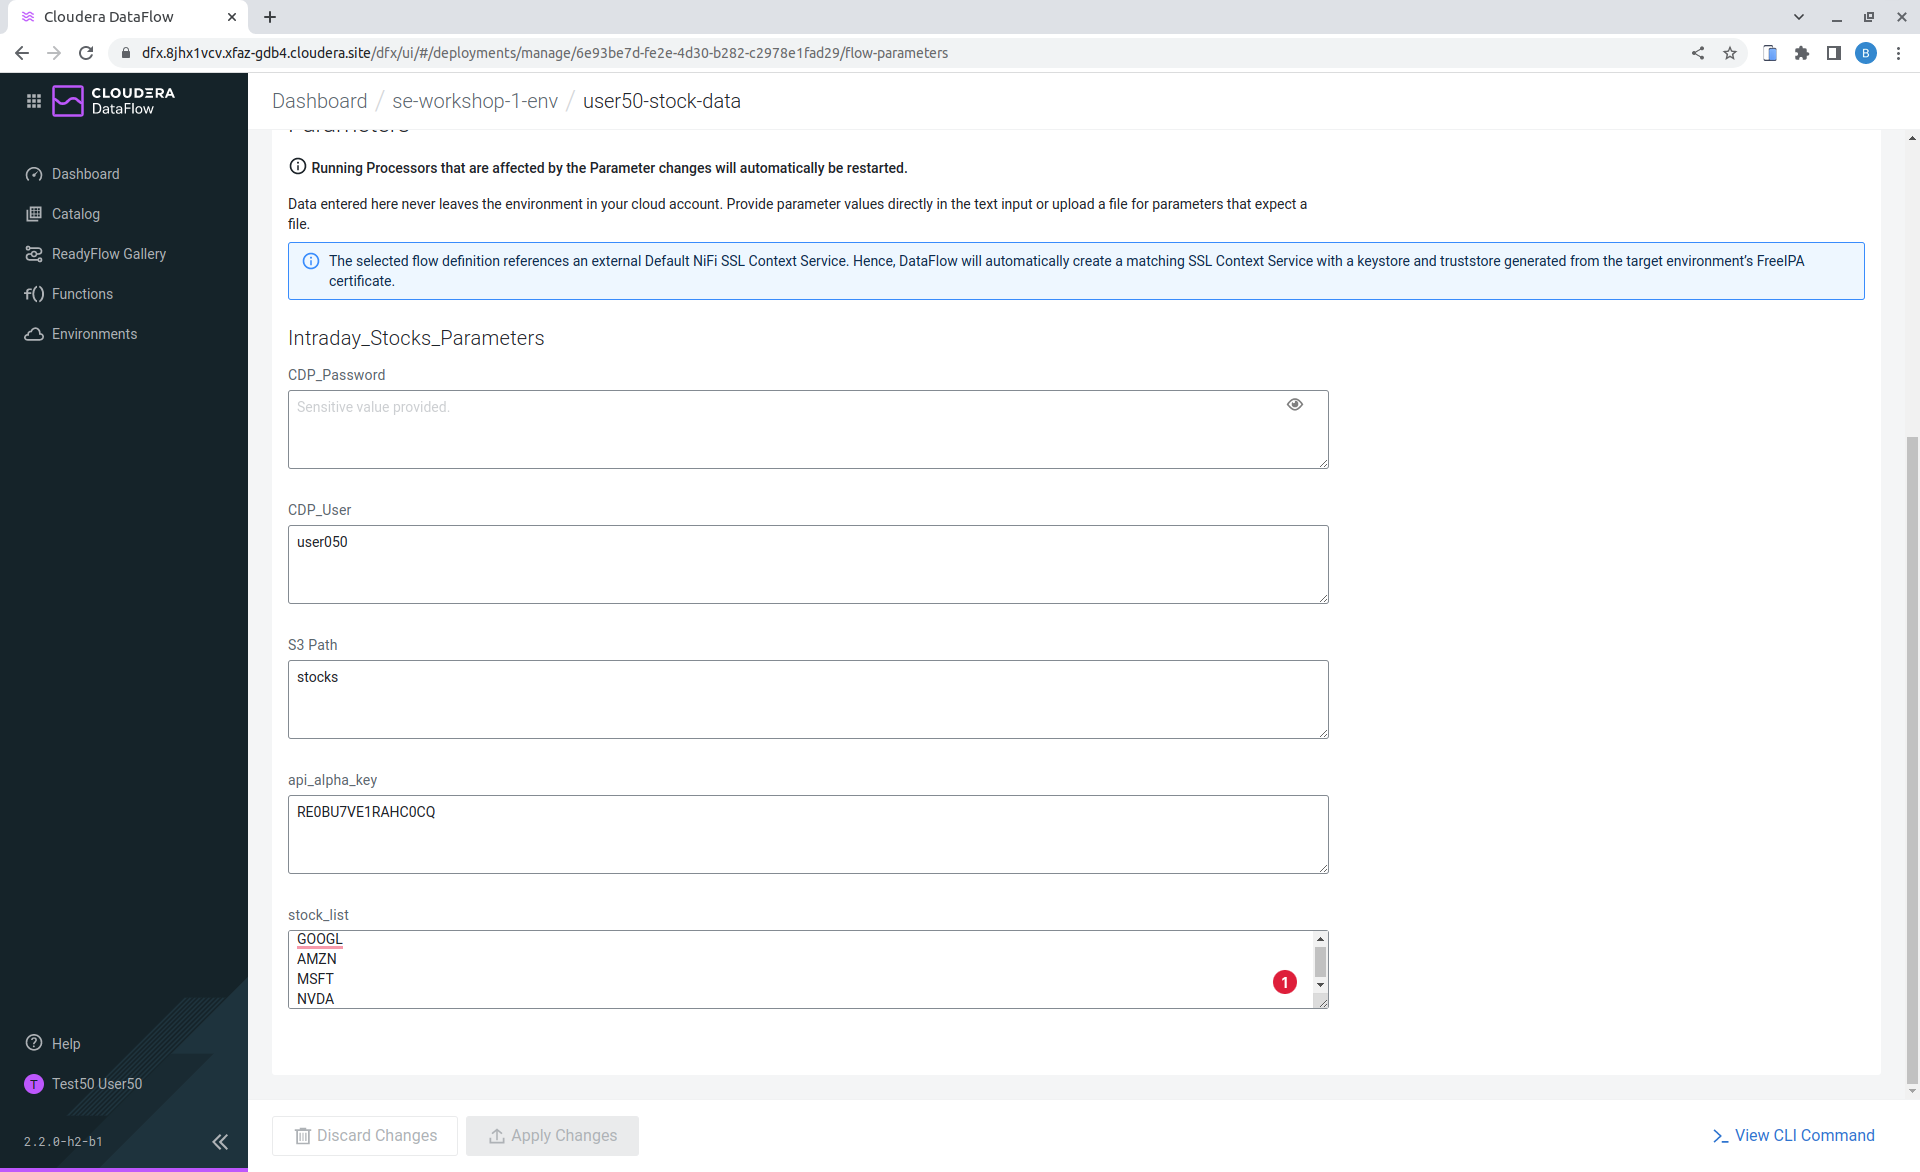 Cloudera DataFlow
dfx.8jhx1vcv.xfaz-gdb4.cloudera.site/dfx/ui/#/deployments/manage/6e93be7d-fe2e-4d30-b282-c2978e1fad29/flow-parameters
B
CLOUDERA
DataFlow
Dashboard
Catalog
ReadyFlow Gallery
f() Functions
Environments
Help
T Test50 User50
2.2.0-h2-b1
Dashboard / se-workshop-1-env / user50-stock-data
Parameters
Running Processors that are affected by the Parameter changes will automatically be restarted.
Data entered here never leaves the environment in your cloud account. Provide parameter values directly in the text input or upload a file for parameters that expect a
file.
The selected flow definition references an external Default NiFi SSL Context Service. Hence, DataFlow will automatically create a matching SSL Context Service with a keystore and truststore generated from the target environment's FreeIPA
certificate.
Intraday_Stocks_Parameters
CDP_Password
Sensitive value provided.
CDP_User
user050
S3 Path
stocks
api_alpha_key
RE0BU7VE1RAHC0CQ
stock_list
GOOGL
AMZN
MSFT
NVDA
1
Discard Changes
Apply Changes
>_ View CLI Command